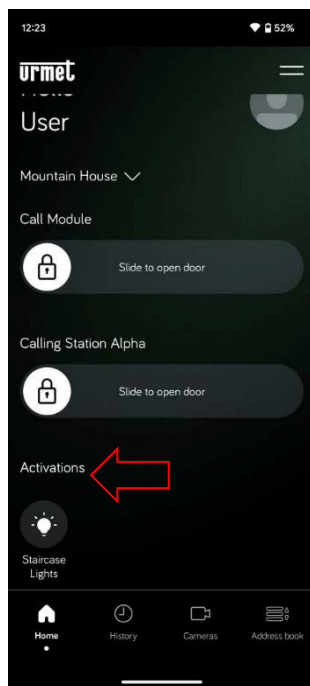 12:23
52%
urmet
User
Mountain House
Call Module
Slide to open door
Calling Station Alpha
Slide to open door
Activations
Staircase
Lights
Home
History
Cameras
Address book